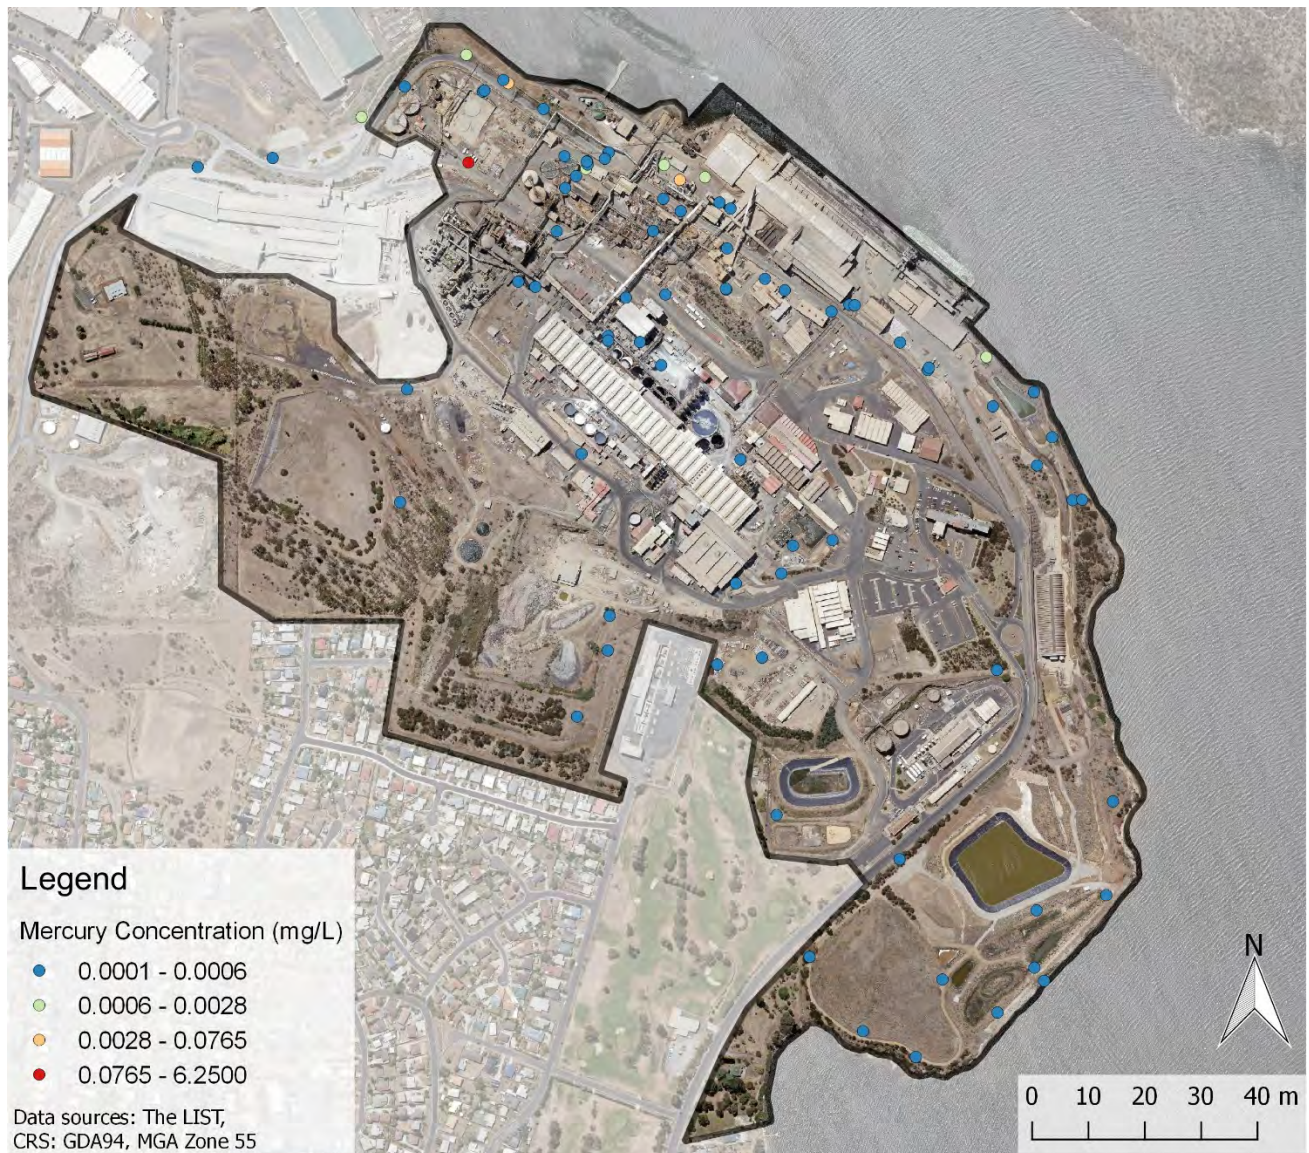 Legend
Mercury Concentration (mg/L)
0.0001 - 0.0006
0.0006 - 0.0028
0.0028 - 0.0765
0.0765 - 6.2500
Data sources: The LIST,
CRS: GDA94, MGA Zone 55
N
0 10 20 30 40 m